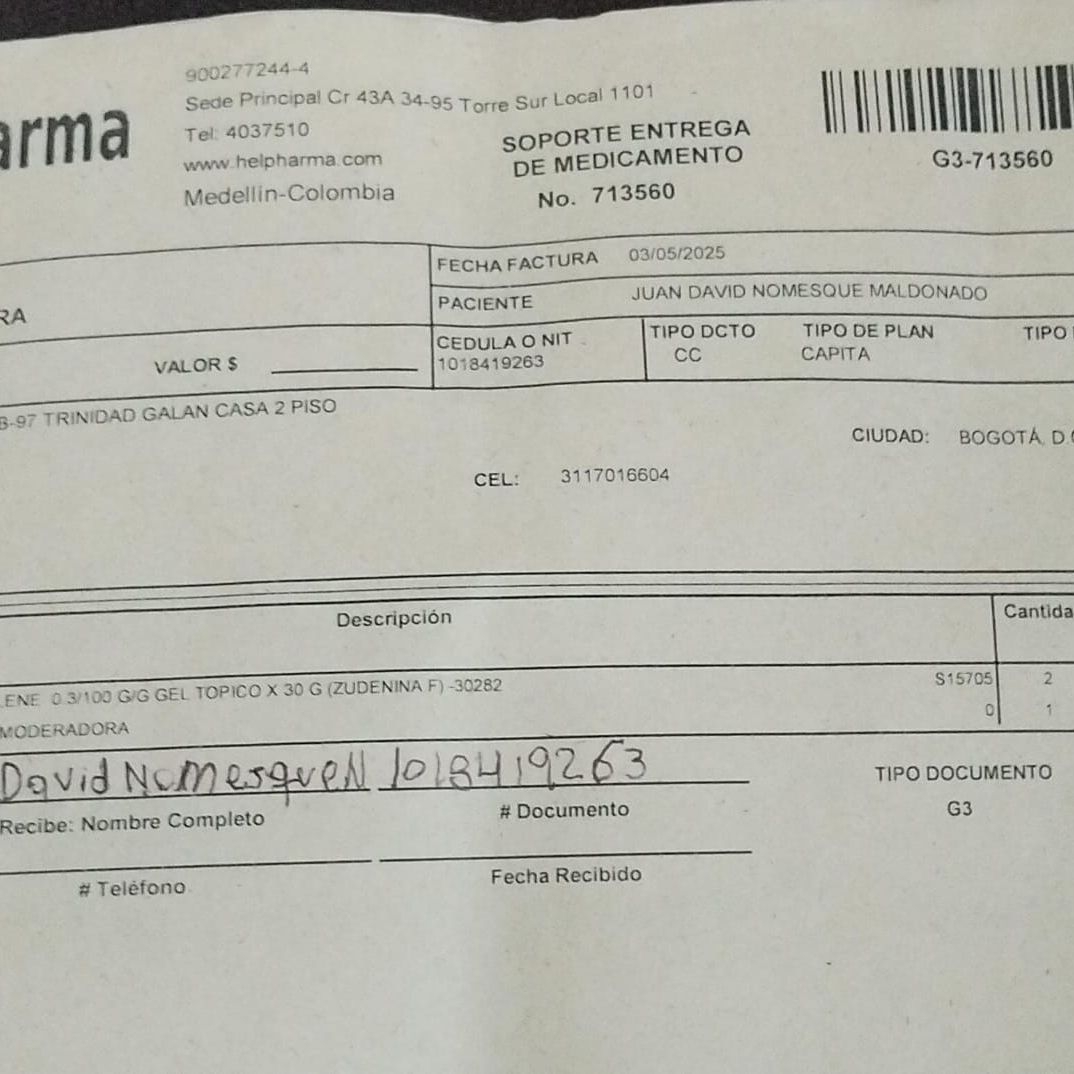 arma
900277244-4
Sede Principal Cr 43A 34-95 Torre Sur Local 1101
Tel: 4037510
www.helpharma.com
Medellín-Colombia
SOPORTE ENTREGA
DE MEDICAMENTO
No. 713560
G3-713560
FECHA FACTURA 03/05/2025
RA
PACIENTE JUAN DAVID NOMESQUE MALDONADO
VALOR $
CEDULA O NIT
1018419263
TIPO DCTO
CC
TIPO DE PLAN
CAPITA
TIPO
-97 TRINIDAD GALAN CASA 2 PISO
CIUDAD: BOGOTÁ, D.
CEL: 3117016604
Descripción Cantida
ENE 0.3/100 G/G GEL TOPICO X 30 G (ZUDENINA F) -30282 S15705 2
MODERADORA 0 1
David Nomesque N 1018419263
Recibe: Nombre Completo # Documento
TIPO DOCUMENTO
G3
# Teléfono Fecha Recibido